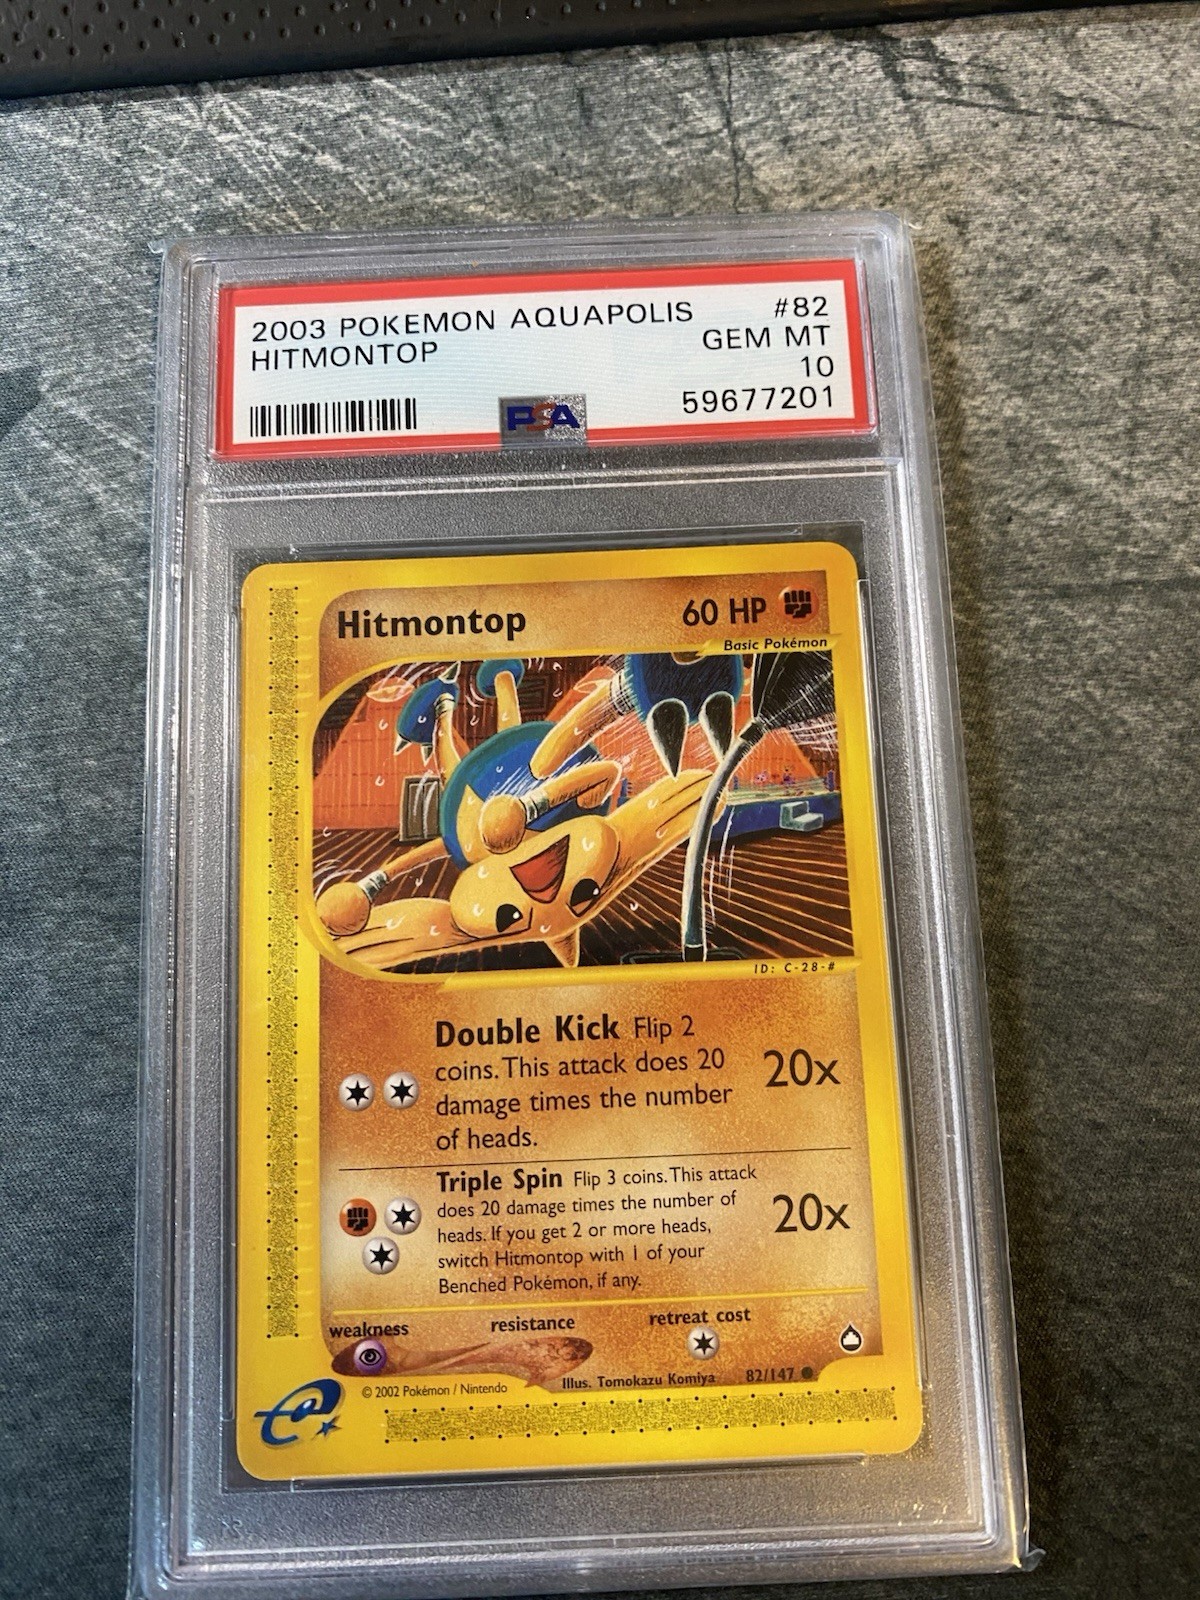 2003 POKEMON AQUAPOLIS #82
HITMONTOP GEM MT
10
PSA 59677201
Hitmontop 60 HP
Basic Pokémon
ID: C-28-#
Double Kick Flip 2
coins. This attack does 20
damage times the number
of heads.
20x
Triple Spin Flip 3 coins. This attack
does 20 damage times the number of
heads. If you get 2 or more heads,
switch Hitmontop with 1 of your
Benched Pokémon, if any.
20x
weakness resistance retreat cost
© 2002 Pokémon / Nintendo Illus. Tomokazu Komiya 82/147
e